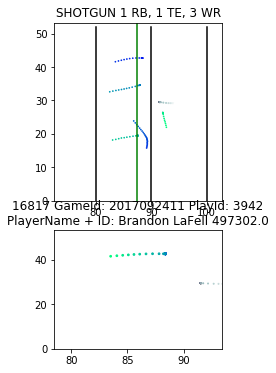 SHOTGUN 1 RB, 1 TE, 3 WR
50
40
30
20
10
0
80 90 100
16817 GameId: 2017092411 PlayId: 3942
PlayerName + ID: Brandon LaFell 497302.0
40
20
0
80 85 90